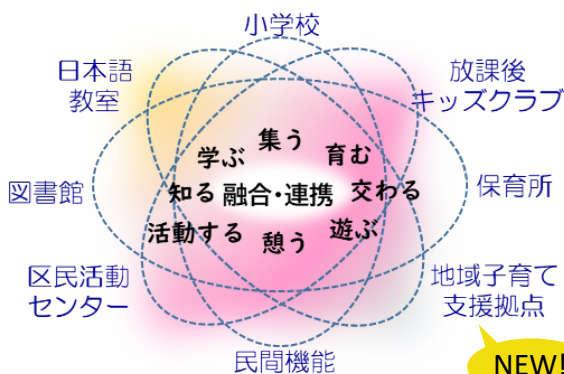 小学校
日本語
教室
放課後
キッズクラブ
学ぶ 集う 育む
図書館
知る 融合・連携 交わる
保育所
活動する 憩う 遊ぶ
区民活動
センター
地域子育て
支援拠点
民間機能
NEW!